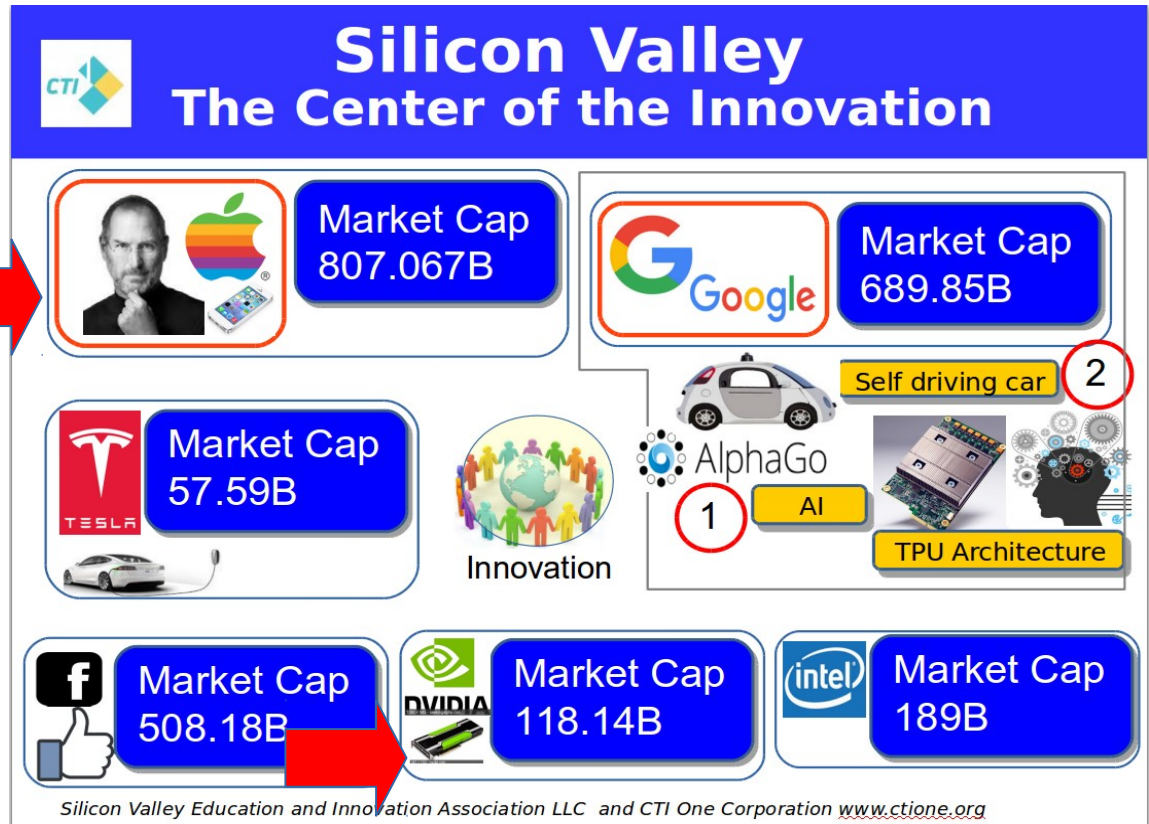 CTI
Silicon Valley
The Center of the Innovation
Market Cap
807.067B
®
Google
Market Cap
689.85B
Self driving car
2
TESLA
Market Cap
57.59B
Innovation
AlphaGo
1
AI
TPU Architecture
f
Market Cap
508.18B
NVIDIA
Market Cap
118.14B
intel
Market Cap
189B
Silicon Valley Education and Innovation Association LLC and CTI One Corporation www.ctione.org